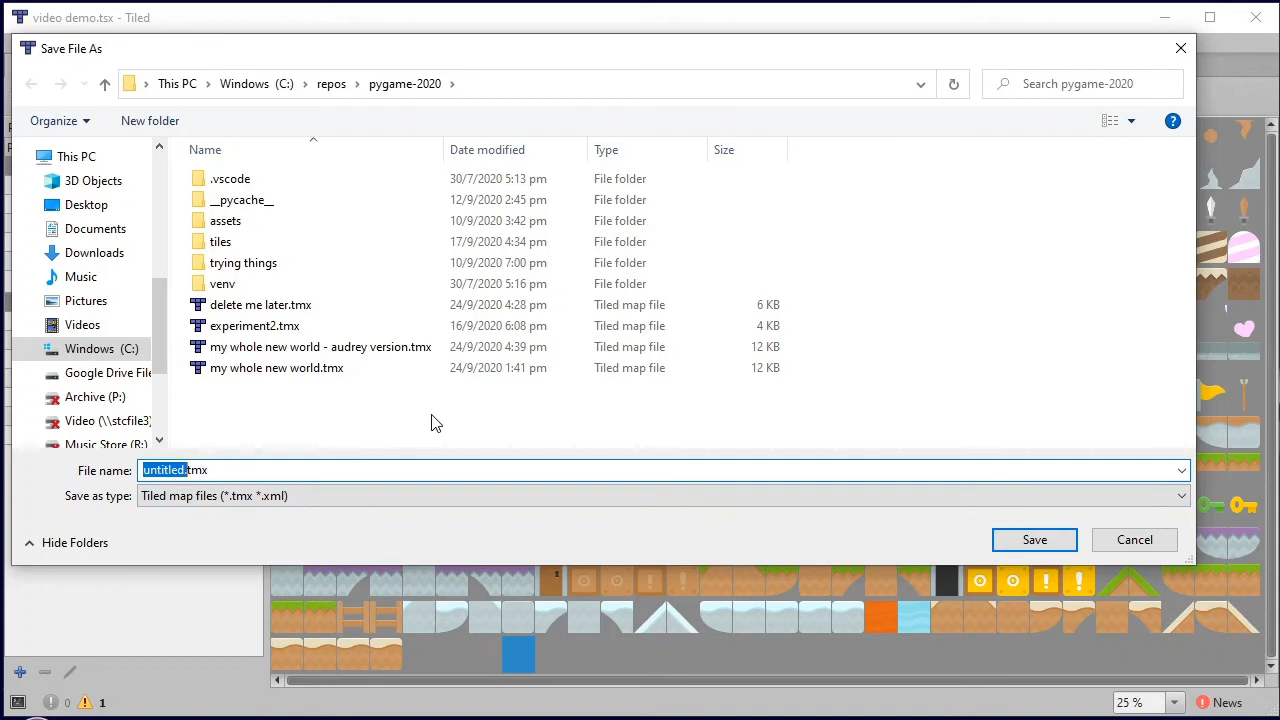 video demo.tsx - Tiled
Save File As
This PC > Windows (C:) > repos > pygame-2020 >
Search pygame-2020
Organize
New folder
Name Date modified Type Size
This PC
3D Objects
Desktop
Documents
Downloads
Music
Pictures
Videos
Windows (C:)
Google Drive File
Archive (P:)
Video (\\stcfile3)
Music Store (R:)
.vscode 30/7/2020 5:13 pm File folder
__pycache__ 12/9/2020 2:45 pm File folder
assets 10/9/2020 3:42 pm File folder
tiles 17/9/2020 4:34 pm File folder
trying things 10/9/2020 7:00 pm File folder
venv 30/7/2020 5:16 pm File folder
delete me later.tmx 24/9/2020 4:28 pm Tiled map file 6 KB
experiment2.tmx 16/9/2020 6:08 pm Tiled map file 4 KB
my whole new world - audrey version.tmx 24/9/2020 4:39 pm Tiled map file 12 KB
my whole new world.tmx 24/9/2020 1:41 pm Tiled map file 12 KB
File name: untitled.tmx
Save as type: Tiled map files (*.tmx *.xml)
Hide Folders
Save
Cancel
0 1
25 %
News